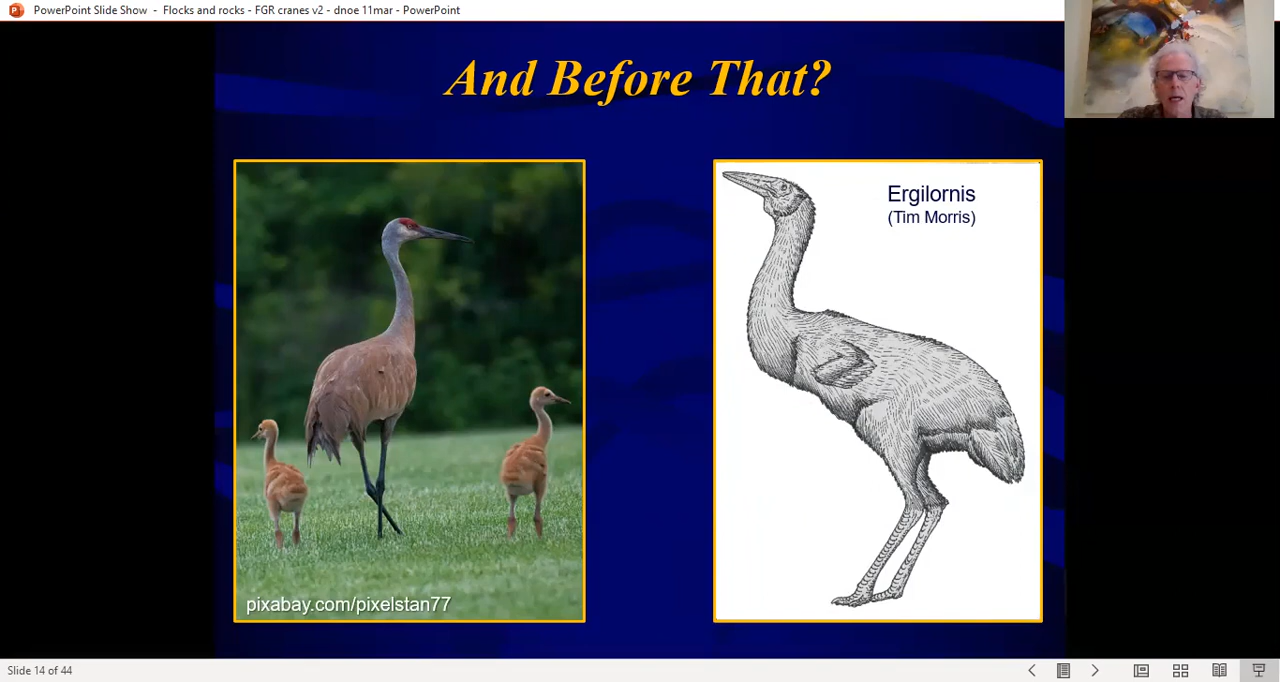 PowerPoint Slide Show - Flocks and rocks - FGR cranes v2 - dnoe 11mar - PowerPoint
And Before That?
Ergilornis
(Tim Morris)
pixabay.com/pixelstan77
Slide 14 of 44